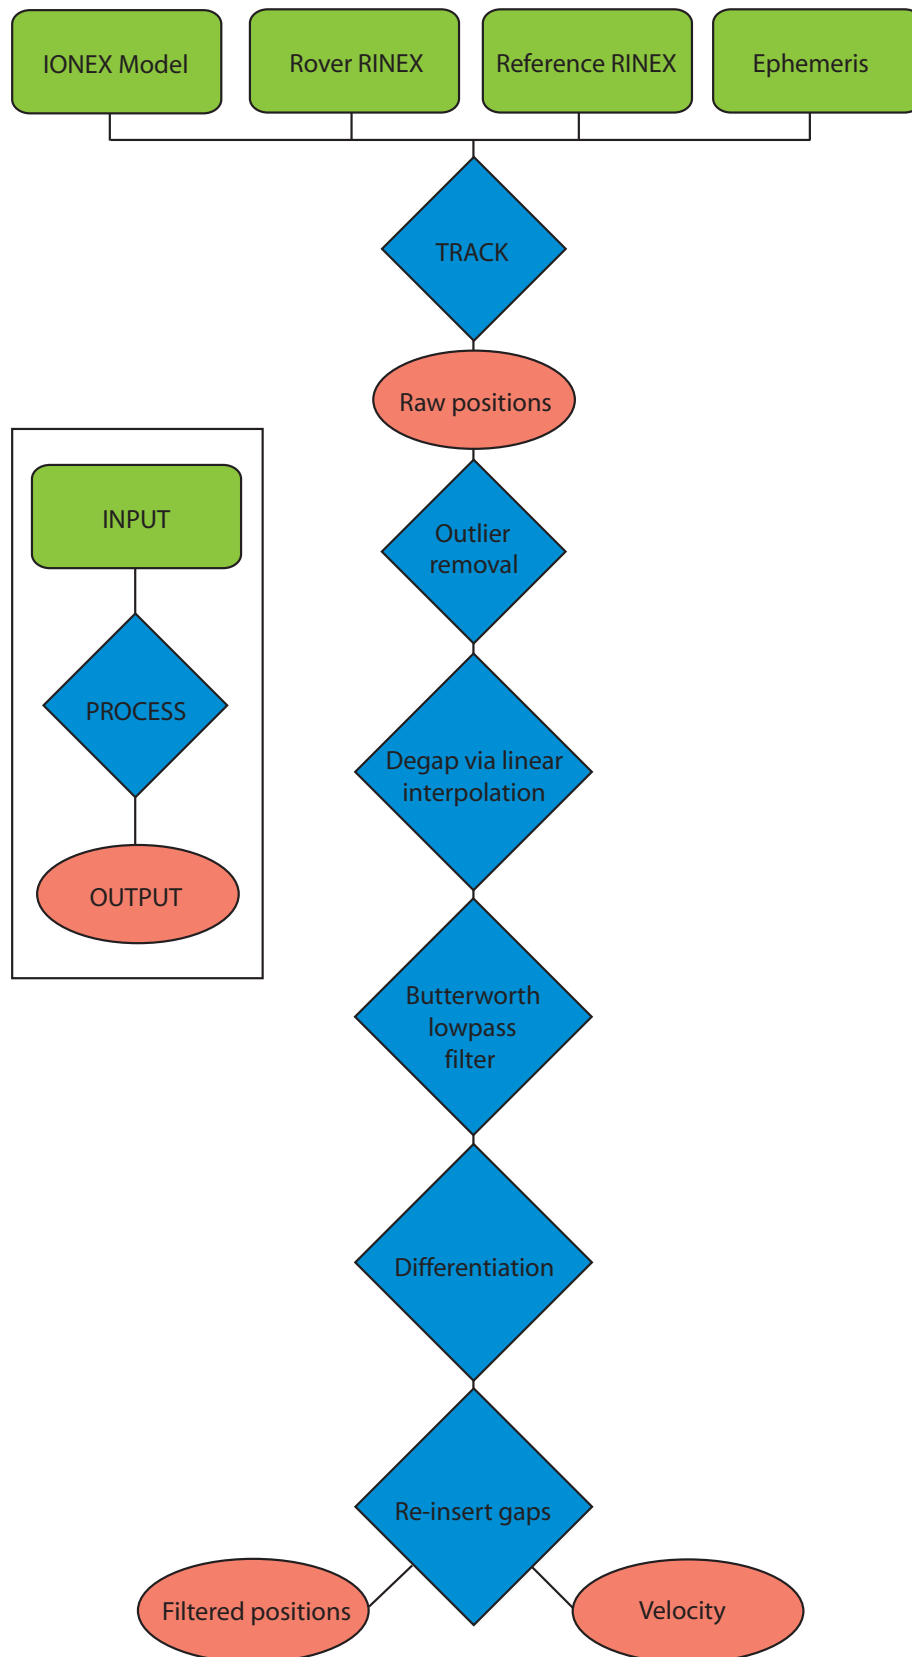 IONEX Model
Rover RINEX
Reference RINEX
Ephemeris
TRACK
Raw positions
INPUT
PROCESS
OUTPUT
Outlier
removal
Degap via linear
interpolation
Butterworth
lowpass
filter
Differentiation
Re-insert gaps
Filtered positions
Velocity